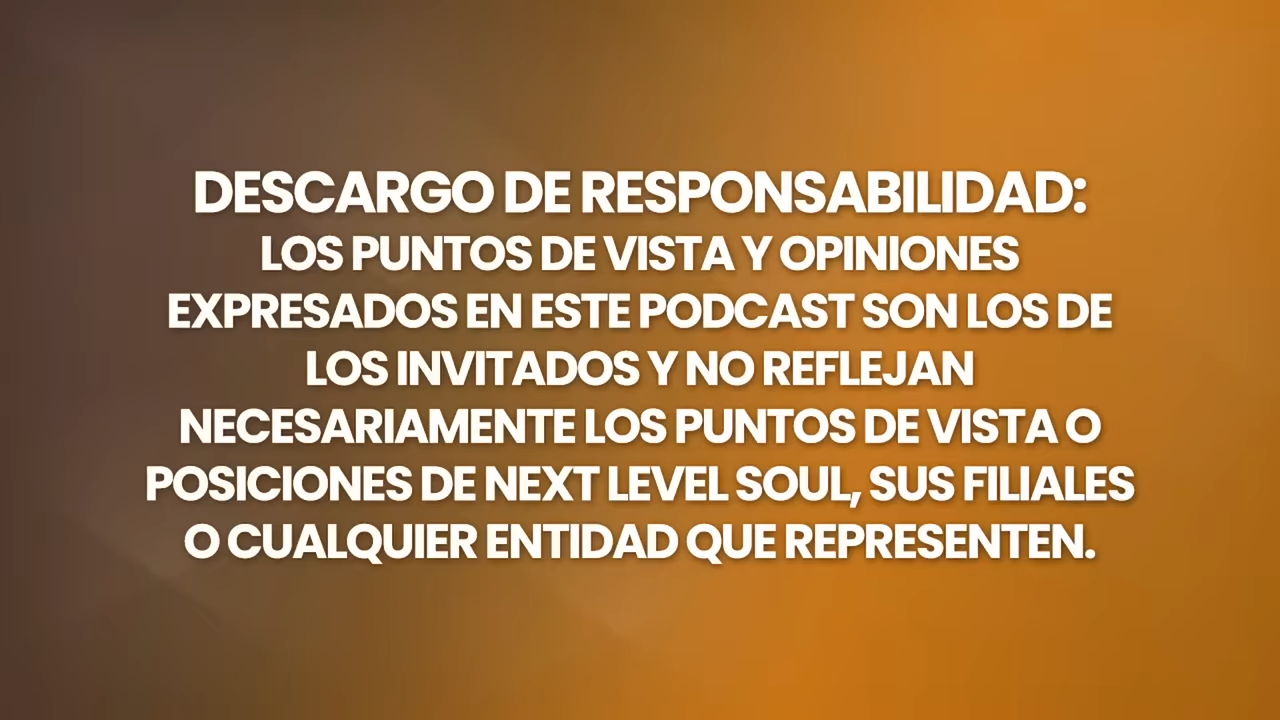 DESCARGO DE RESPONSABILIDAD:
LOS PUNTOS DE VISTA Y OPINIONES
EXPRESADOS EN ESTE PODCAST SON LOS DE
LOS INVITADOS Y NO REFLEJAN
NECESARIAMENTE LOS PUNTOS DE VISTA O
POSICIONES DE NEXT LEVEL SOUL, SUS FILIALES
O CUALQUIER ENTIDAD QUE REPRESENTEN.